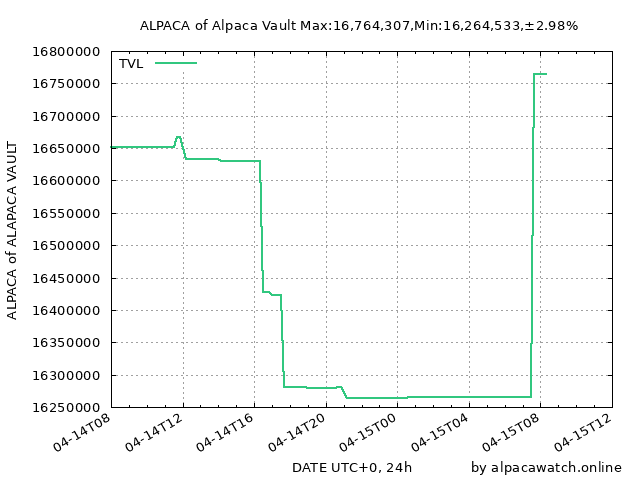 ALPACA of Alpaca Vault Max:16,764,307,Min:16,264,533,±2.98%
TVL
16800000
16750000
16700000
16650000
16600000
16550000
16500000
16450000
16400000
16350000
16300000
16250000
ALPACA of ALAPACA VAULT
04-14T08
04-14T12
04-14T16
04-14T20
04-15T00
04-15T04
04-15T08
04-15T12
DATE UTC+0, 24h
by alpacawatch.online